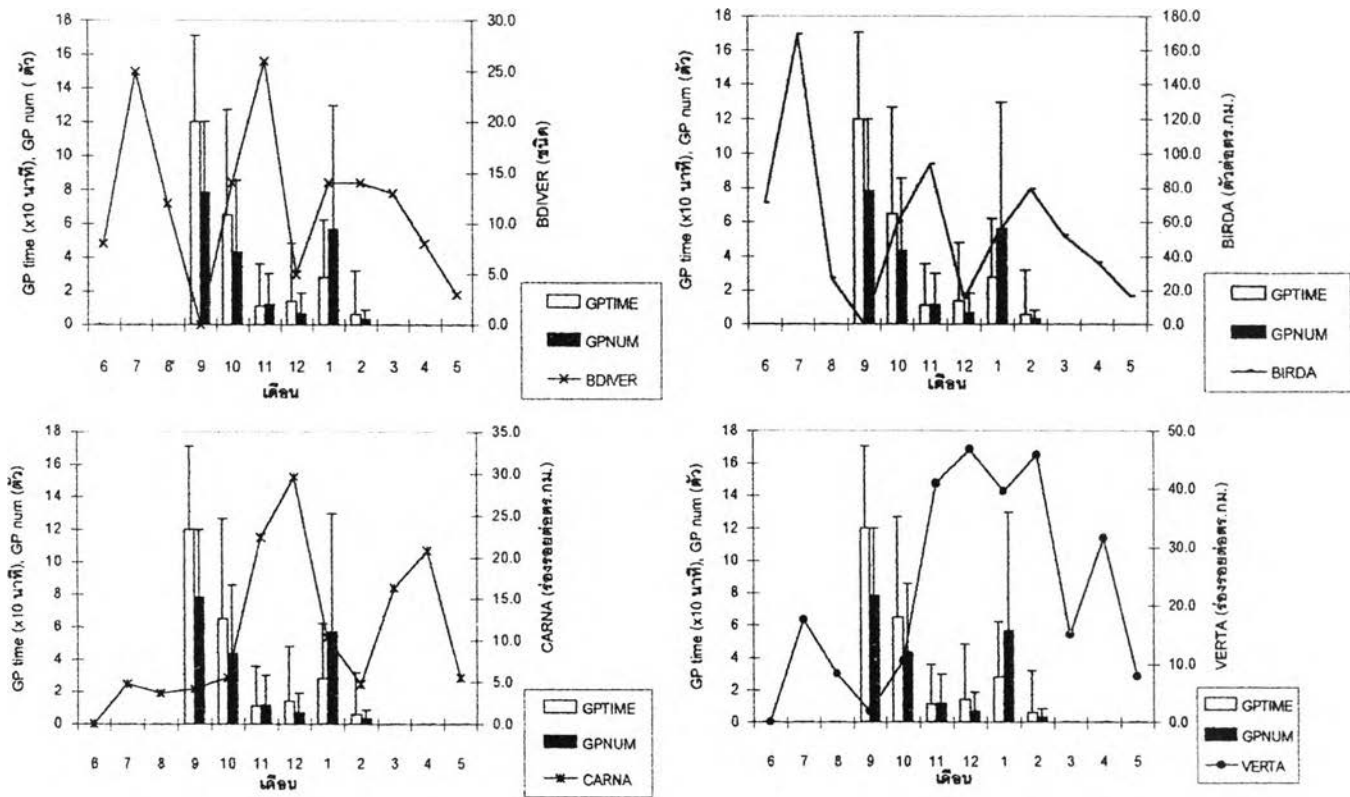 18
16
14
12
10
8
6
4
2
0
GP time (x10 นาที), GP num ( ตัว)
30.0
25.0
20.0
15.0
10.0
5.0
0.0
BDIVER (ชนิด)
6 7 8 9 10 11 12 1 2 3 4 5
เดือน
GPTIME
GPNUM
BDIVER
18
16
14
12
10
8
6
4
2
0
GP time (x10 นาที), GP num (ตัว)
180.0
160.0
140.0
120.0
100.0
80.0
60.0
40.0
20.0
0.0
BIRDA (ตัวต่อตร.กม.)
6 7 8 9 10 11 12 1 2 3 4 5
เดือน
GPTIME
GPNUM
BIRDA
18
16
14
12
10
8
6
4
2
0
GP time (x10 นาที), GP num (ตัว)
35.0
30.0
25.0
20.0
15.0
10.0
5.0
0.0
CARNA (ร่องรอยต่อตร.กม.)
6 7 8 9 10 11 12 1 2 3 4 5
เดือน
GPTIME
GPNUM
CARNA
18
16
14
12
10
8
6
4
2
0
GP time (x10 นาที), GP num (ตัว)
50.0
40.0
30.0
20.0
10.0
0.0
VERTA (ร่องรอยต่อตร.กม.)
6 7 8 9 10 11 12 1 2 3 4 5
เดือน
GPTIME
GPNUM
VERTA